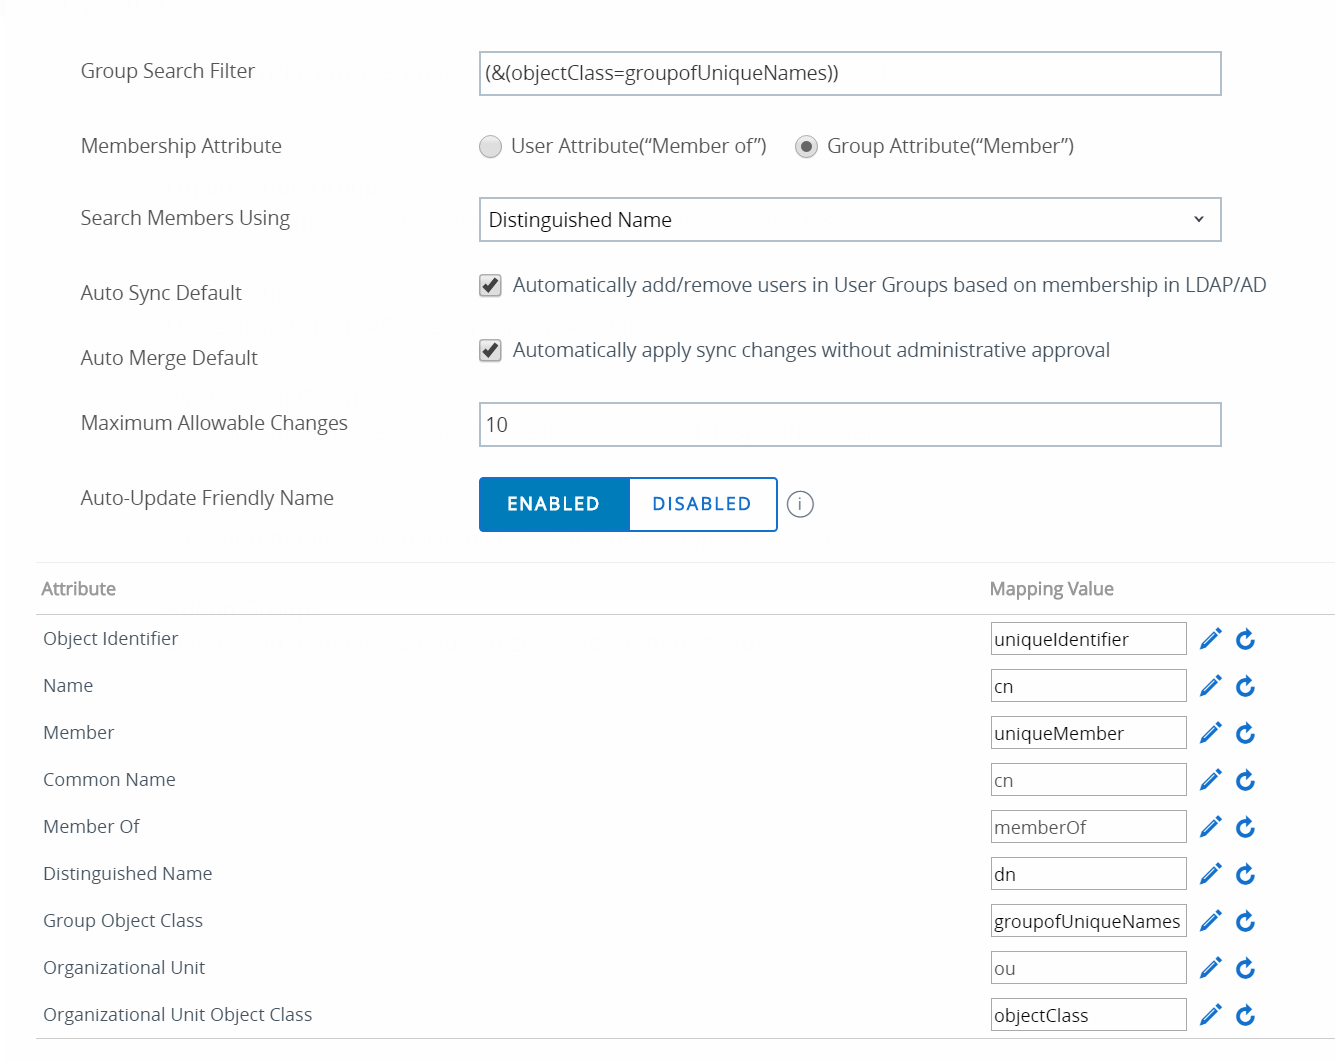 Group Search Filter
(&(objectClass=groupofUniqueNames))
Membership Attribute
User Attribute(“Member of”)
Group Attribute(“Member”)
Search Members Using
Distinguished Name
Auto Sync Default
Automatically add/remove users in User Groups based on membership in LDAP/AD
Auto Merge Default
Automatically apply sync changes without administrative approval
Maximum Allowable Changes
10
Auto-Update Friendly Name
ENABLED
DISABLED
i
Attribute
Mapping Value
Object Identifier
uniqueIdentifier
Name
cn
Member
uniqueMember
Common Name
cn
Member Of
memberOf
Distinguished Name
dn
Group Object Class
groupofUniqueNames
Organizational Unit
ou
Organizational Unit Object Class
objectClass